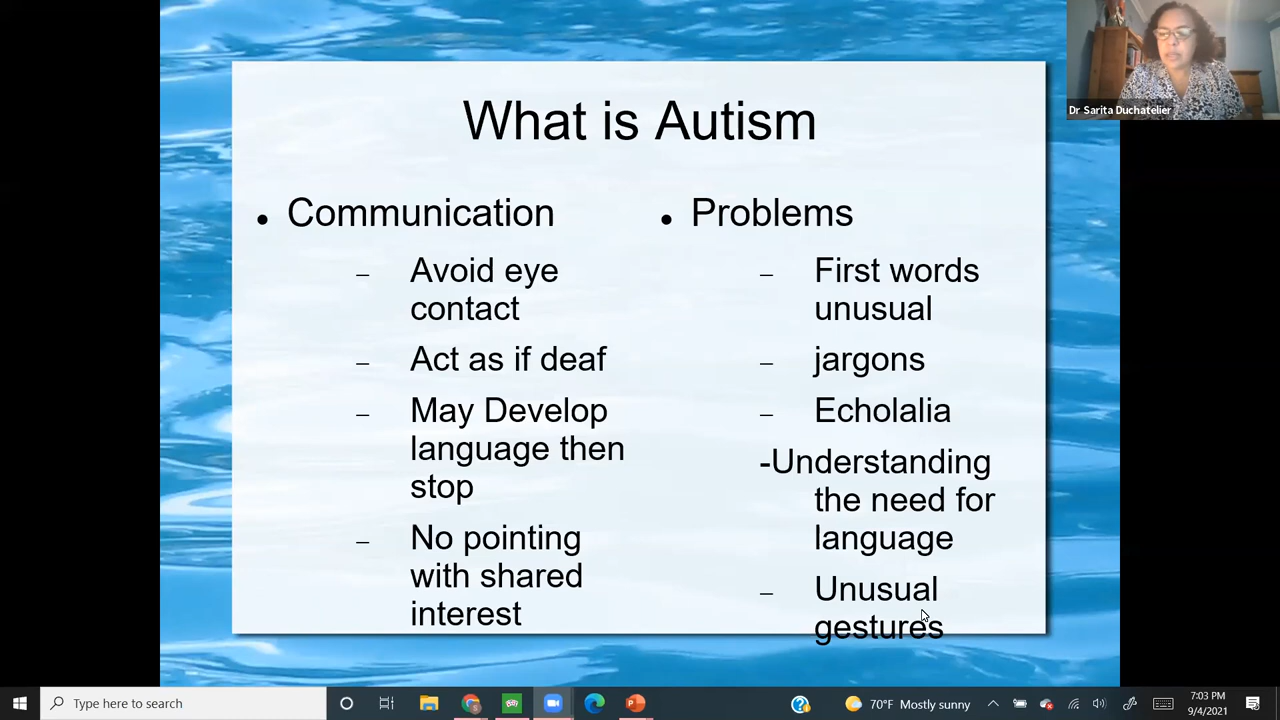 Dr Sarita Duchatelier
What is Autism
Communication
Avoid eye
contact
Act as if deaf
May Develop
language then
stop
No pointing
with shared
interest
Problems
First words
unusual
jargons
Echolalia
-Understanding
the need for
language
Unusual
gestures
Type here to search
70°F Mostly sunny
7:03 PM
9/4/2021